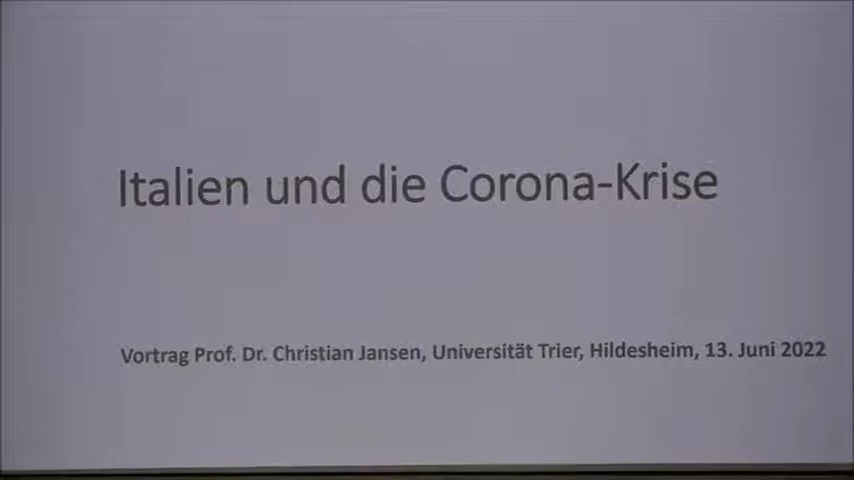 Italien und die Corona-Krise
Vortrag Prof. Dr. Christian Jansen, Universität Trier, Hildesheim, 13. Juni 2022